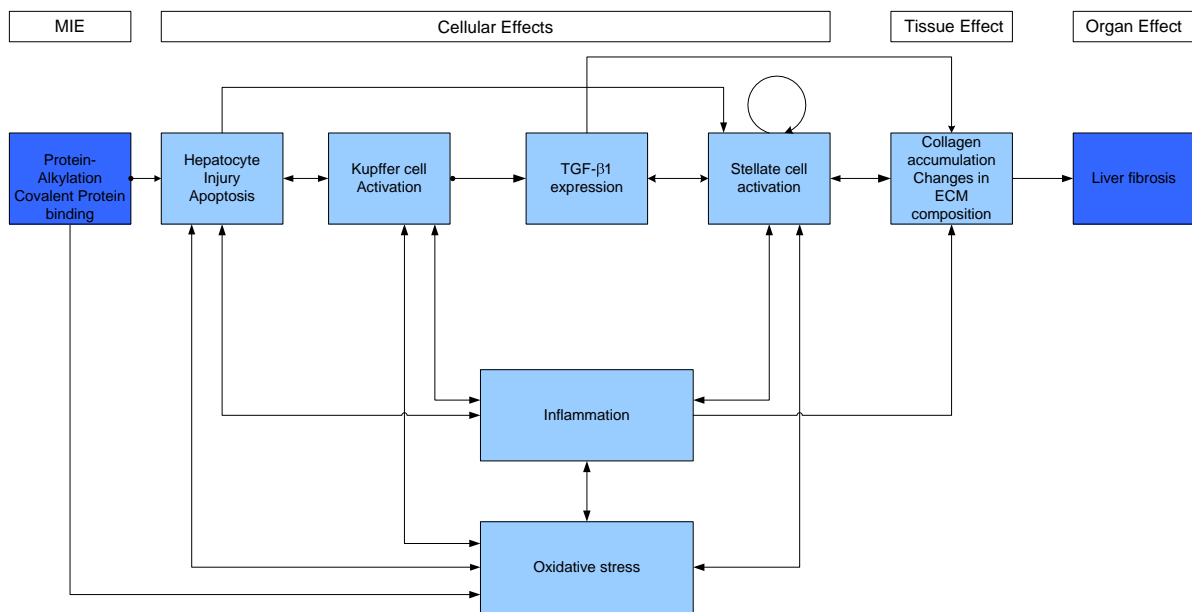 MIE
Cellular Effects
Tissue Effect
Organ Effect
Protein-
Alkylation
Covalent Protein
binding
Hepatocyte
Injury
Apoptosis
Kupffer cell
Activation
TGF-β1
expression
Stellate cell
activation
Collagen
accumulation
Changes in
ECM
composition
Liver fibrosis
Inflammation
Oxidative stress